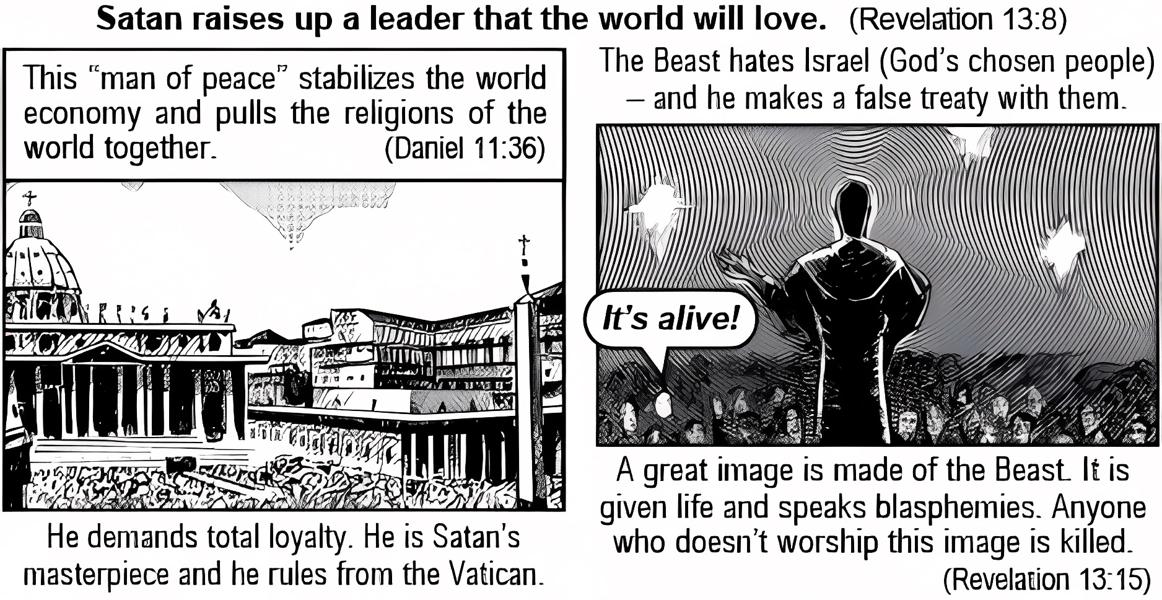 Satan raises up a leader that the world will love. (Revelation 13:8)
This "man of peace" stabilizes the world
economy and pulls the religions of the
world together. (Daniel 11:36)
He demands total loyalty. He is Satan's
masterpiece and he rules from the Vatican.
The Beast hates Israel (God's chosen people)
– and he makes a false treaty with them.
It's alive!
A great image is made of the Beast. It is
given life and speaks blasphemies. Anyone
who doesn't worship this image is killed.
(Revelation 13:15)